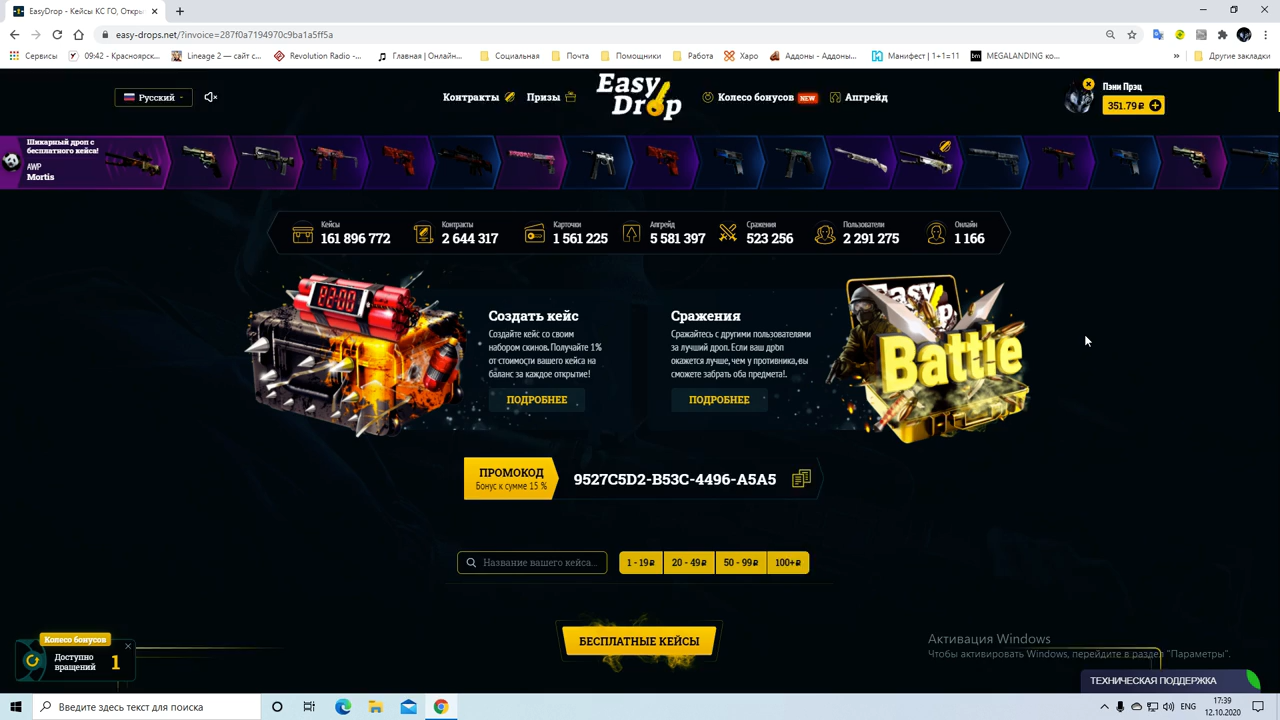 EasyDrop - Кейсы КС ГО, Откры
easy-drops.net/?invoice=287f0a7194970c9ba1a5ff5a
Сервисы
09:42 - Красноярск...
Lineage 2 — сайт с...
Revolution Radio -...
Главная | Онлайн...
Социальная
Почта
Помощники
Работа
Харо
Аддоны - Аддоны...
Манифест | 1+1=11
MEGALANDING ко...
»
Другие закладки
Русский
Контракты
Призы
Easy
Drop
Колесо бонусов NEW
Апгрейд
Пэни Прэц
351.79
Шикарный дроп с
бесплатного кейса!
AWP
Mortis
Кейсы
161 896 772
Контракты
2 644 317
Карточки
1 561 225
Апгрейд
5 581 397
Сражения
523 256
Пользователи
2 291 275
Онлайн
1 166
Создать кейс
Создайте кейс со своим
набором скинов. Получайте 1%
от стоимости вашего кейса на
баланс за каждое открытие!
ПОДРОБНЕЕ
Сражения
Сражайтесь с другими пользователями
за лучший дроп. Если ваш дроп
окажется лучше, чем у противника, вы
сможете забрать оба предмета!.
ПОДРОБНЕЕ
Battle
ПРОМОКОД
Бонус к сумме 15 %
9527C5D2-B53C-4496-A5A5
Название вашего кейса...
1 - 19₽
20 - 49₽
50 - 99₽
100+₽
БЕСПЛАТНЫЕ КЕЙСЫ
Колесо бонусов
Доступно
вращений
1
Активация Windows
Чтобы активировать Windows, перейдите в раздел "Параметры".
ТЕХНИЧЕСКАЯ ПОДДЕРЖКА
Введите здесь текст для поиска
ENG
17:39
12.10.2020